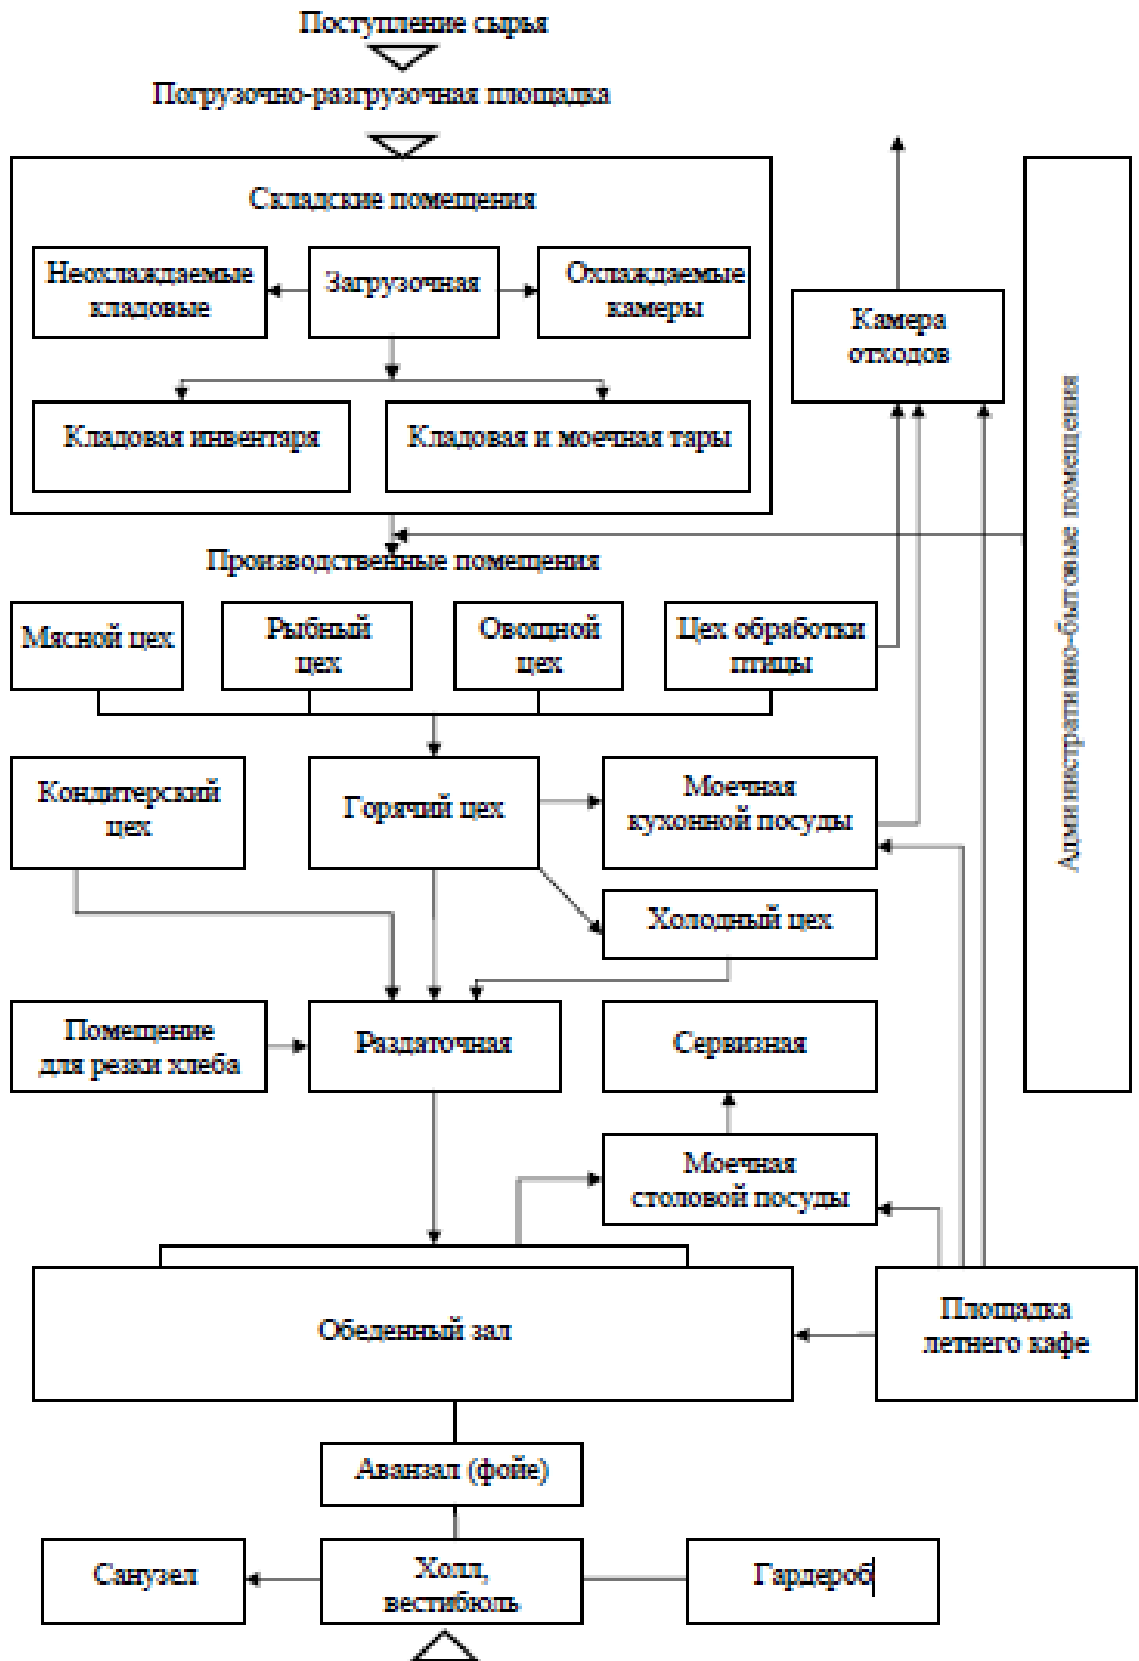 Поступление сырья
Погрузочно-разгрузочная площадка
Складские помещения
Неохлаждаемые
кладовые
Загрузочная
Охлаждаемые
камеры
Камера
отходов
Кладовая инвентаря
Кладовая и моечная тары
Административно-бытовые помещения
Производственные помещения
Мясной цех
Рыбный
цех
Овощной
цех
Цех обработки
птицы
Кондитерский
цех
Горячий цех
Моечная
кухонной посуды
Холодный цех
Помещение
для резки хлеба
Раздаточная
Сервизная
Моечная
столовой посуды
Обеденный зал
Площадка
летнего кафе
Аванзал (фойе)
Санузел
Холл,
вестибюль
Гардероб